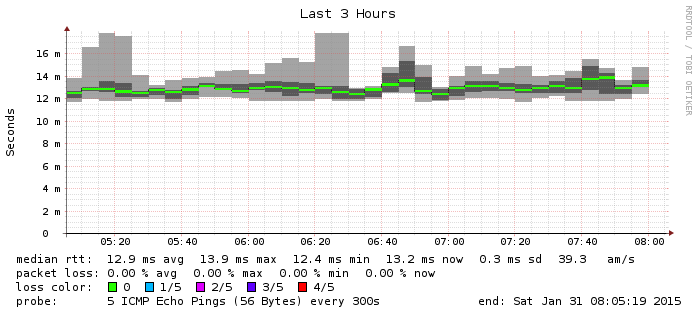 Last 3 Hours
RRDTOOL / TOBI OETIKER
Seconds
16 m
14 m
12 m
10 m
8 m
6 m
4 m
2 m
0
05:20 05:40 06:00 06:20 06:40 07:00 07:20 07:40 08:00
median rtt: 12.9 ms avg 13.9 ms max 12.4 ms min 13.2 ms now 0.3 ms sd 39.3 am/s
packet loss: 0.00 % avg 0.00 % max 0.00 % min 0.00 % now
loss color: 0 1/5 2/5 3/5 4/5
probe: 5 ICMP Echo Pings (56 Bytes) every 300s end: Sat Jan 31 08:05:19 2015